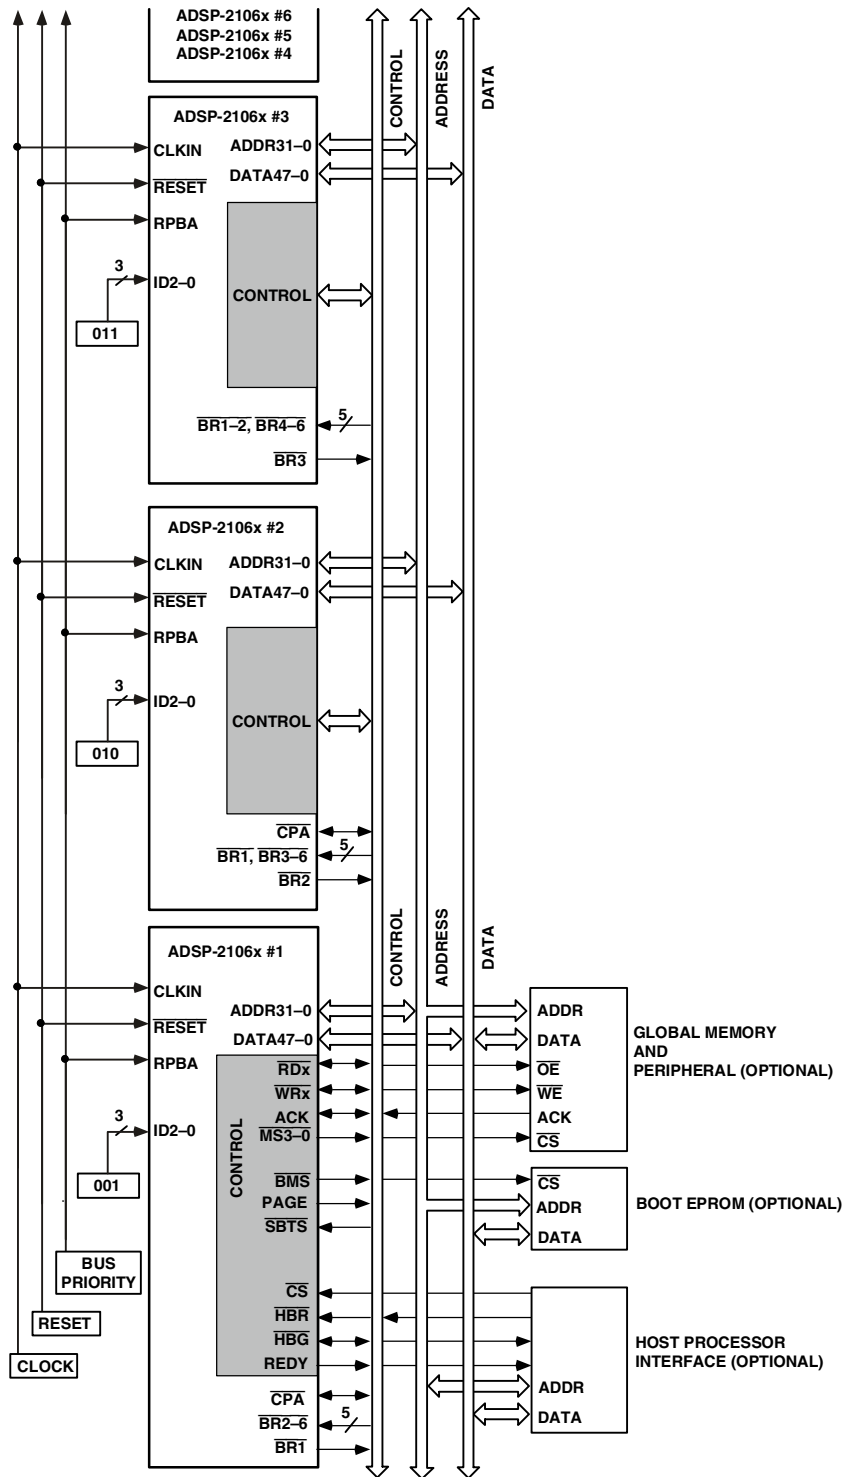 ADSP-2106x #6
ADSP-2106x #5
ADSP-2106x #4
CONTROL
ADDRESS
DATA
ADSP-2106x #3
CLKIN
ADDR31–0
RESET
DATA47–0
RPBA
3
ID2–0
CONTROL
011
BR1–2, BR4–6
5
BR3
ADSP-2106x #2
CLKIN
ADDR31–0
RESET
DATA47–0
RPBA
3
ID2–0
CONTROL
010
CPA
BR1, BR3–6
5
BR2
CONTROL
ADDRESS
DATA
ADSP-2106x #1
CLKIN
ADDR31–0
RESET
DATA47–0
RPBA
3
ID2–0
001
CONTROL
RDx
WRx
ACK
MS3–0
BMS
PAGE
SBTS
CS
HBR
HBG
REDY
CPA
BR2–6
5
BR1
ADDR
DATA
OE
WE
ACK
CS
GLOBAL MEMORY
AND
PERIPHERAL (OPTIONAL)
CS
ADDR
DATA
BOOT EPROM (OPTIONAL)
ADDR
DATA
HOST PROCESSOR
INTERFACE (OPTIONAL)
BUS
PRIORITY
RESET
CLOCK